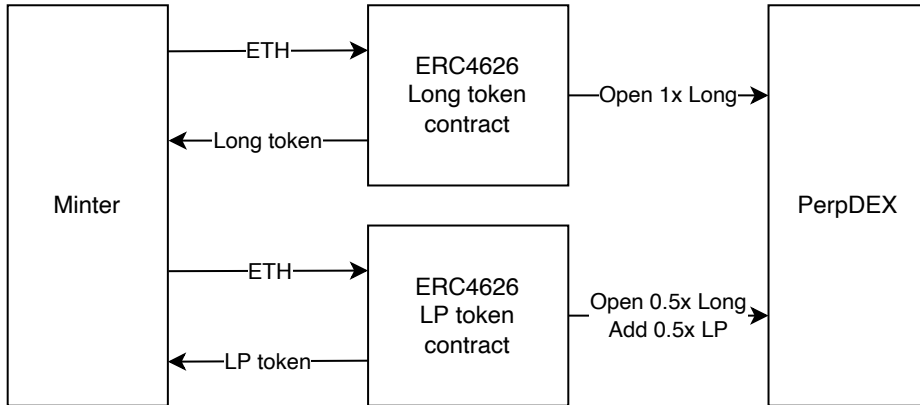 Minter
ETH
Long token
ERC4626
Long token
contract
Open 1x Long
PerpDEX
ETH
LP token
ERC4626
LP token
contract
Open 0.5x Long
Add 0.5x LP